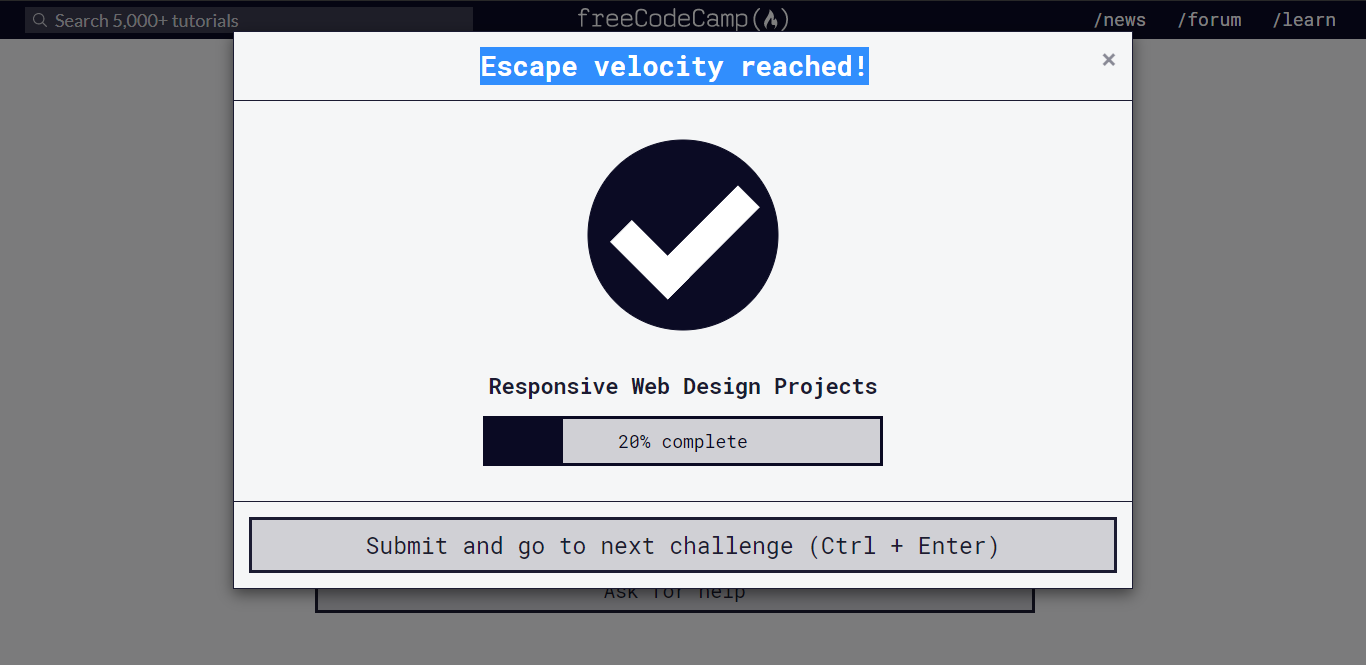 Search 5,000+ tutorials
freeCodeCamp
/news /forum /learn
Escape velocity reached!
×
Responsive Web Design Projects
20% complete
Submit and go to next challenge (Ctrl + Enter)
Ask for help